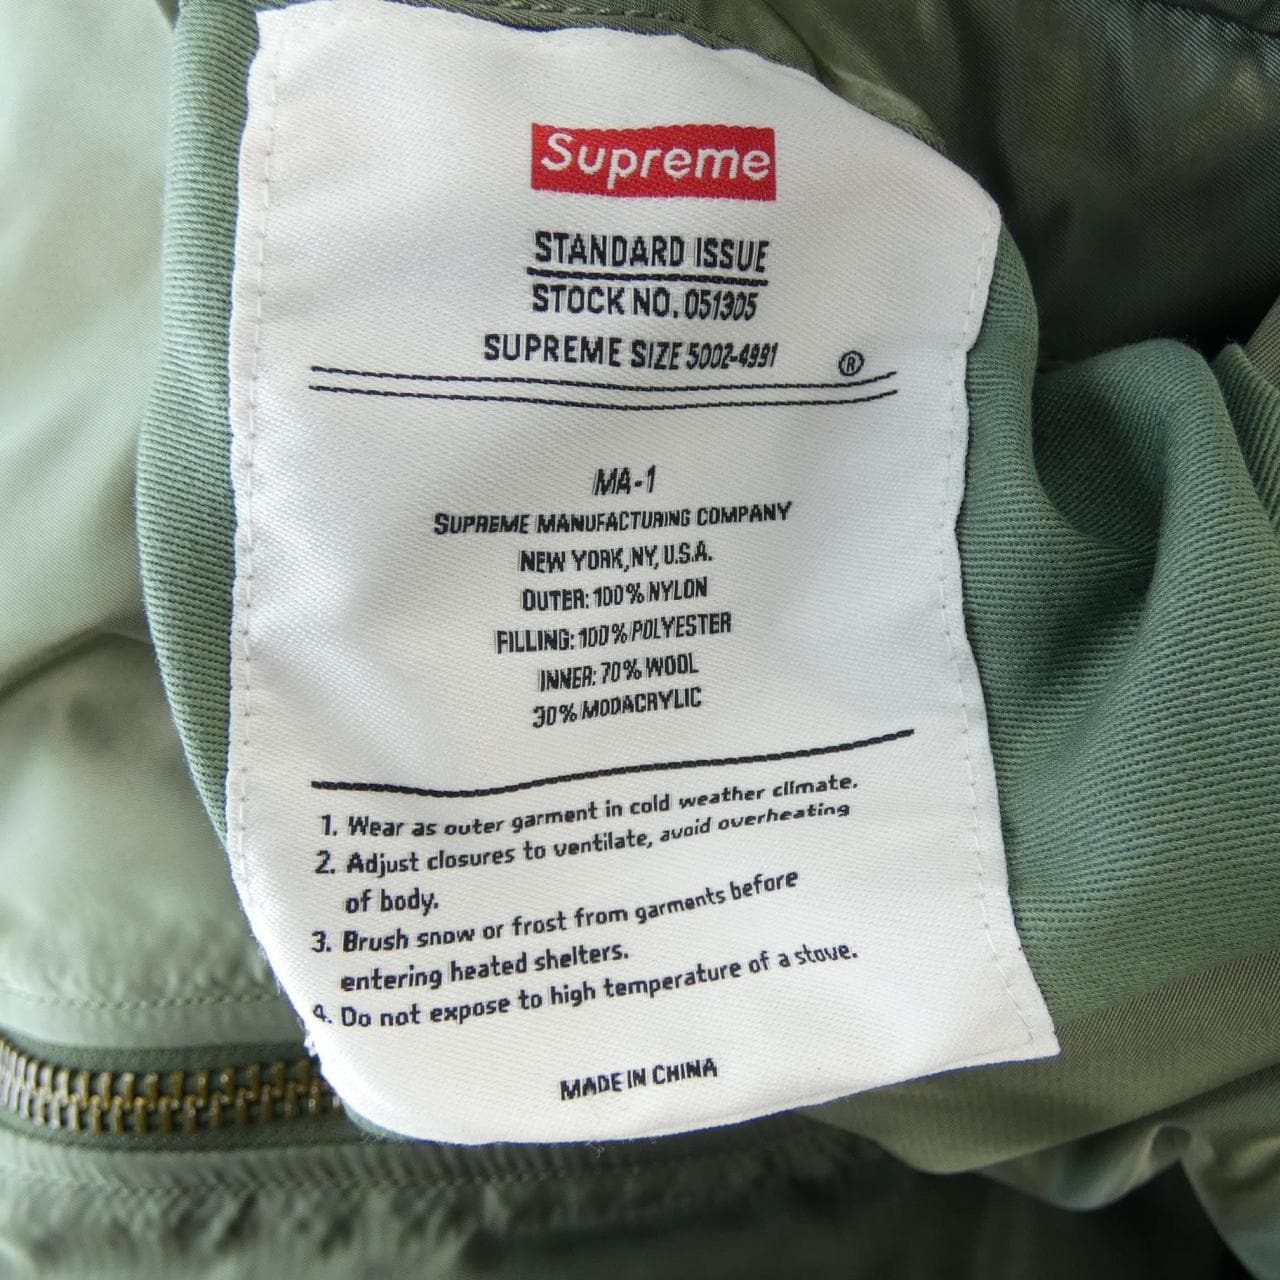 Supreme
STANDARD ISSUE
STOCK NO. 051305
SUPREME SIZE 5002-4991 ®
MA-1
SUPREME MANUFACTURING COMPANY
NEW YORK, NY, U.S.A.
OUTER: 100% NYLON
FILLING: 100% POLYESTER
INNER: 70% WOOL
30% MODACRYLIC
1. Wear as outer garment in cold weather climate.
2. Adjust closures to ventilate, avoid overheating
of body.
3. Brush snow or frost from garments before
entering heated shelters.
4. Do not expose to high temperature of a stove.
MADE IN CHINA